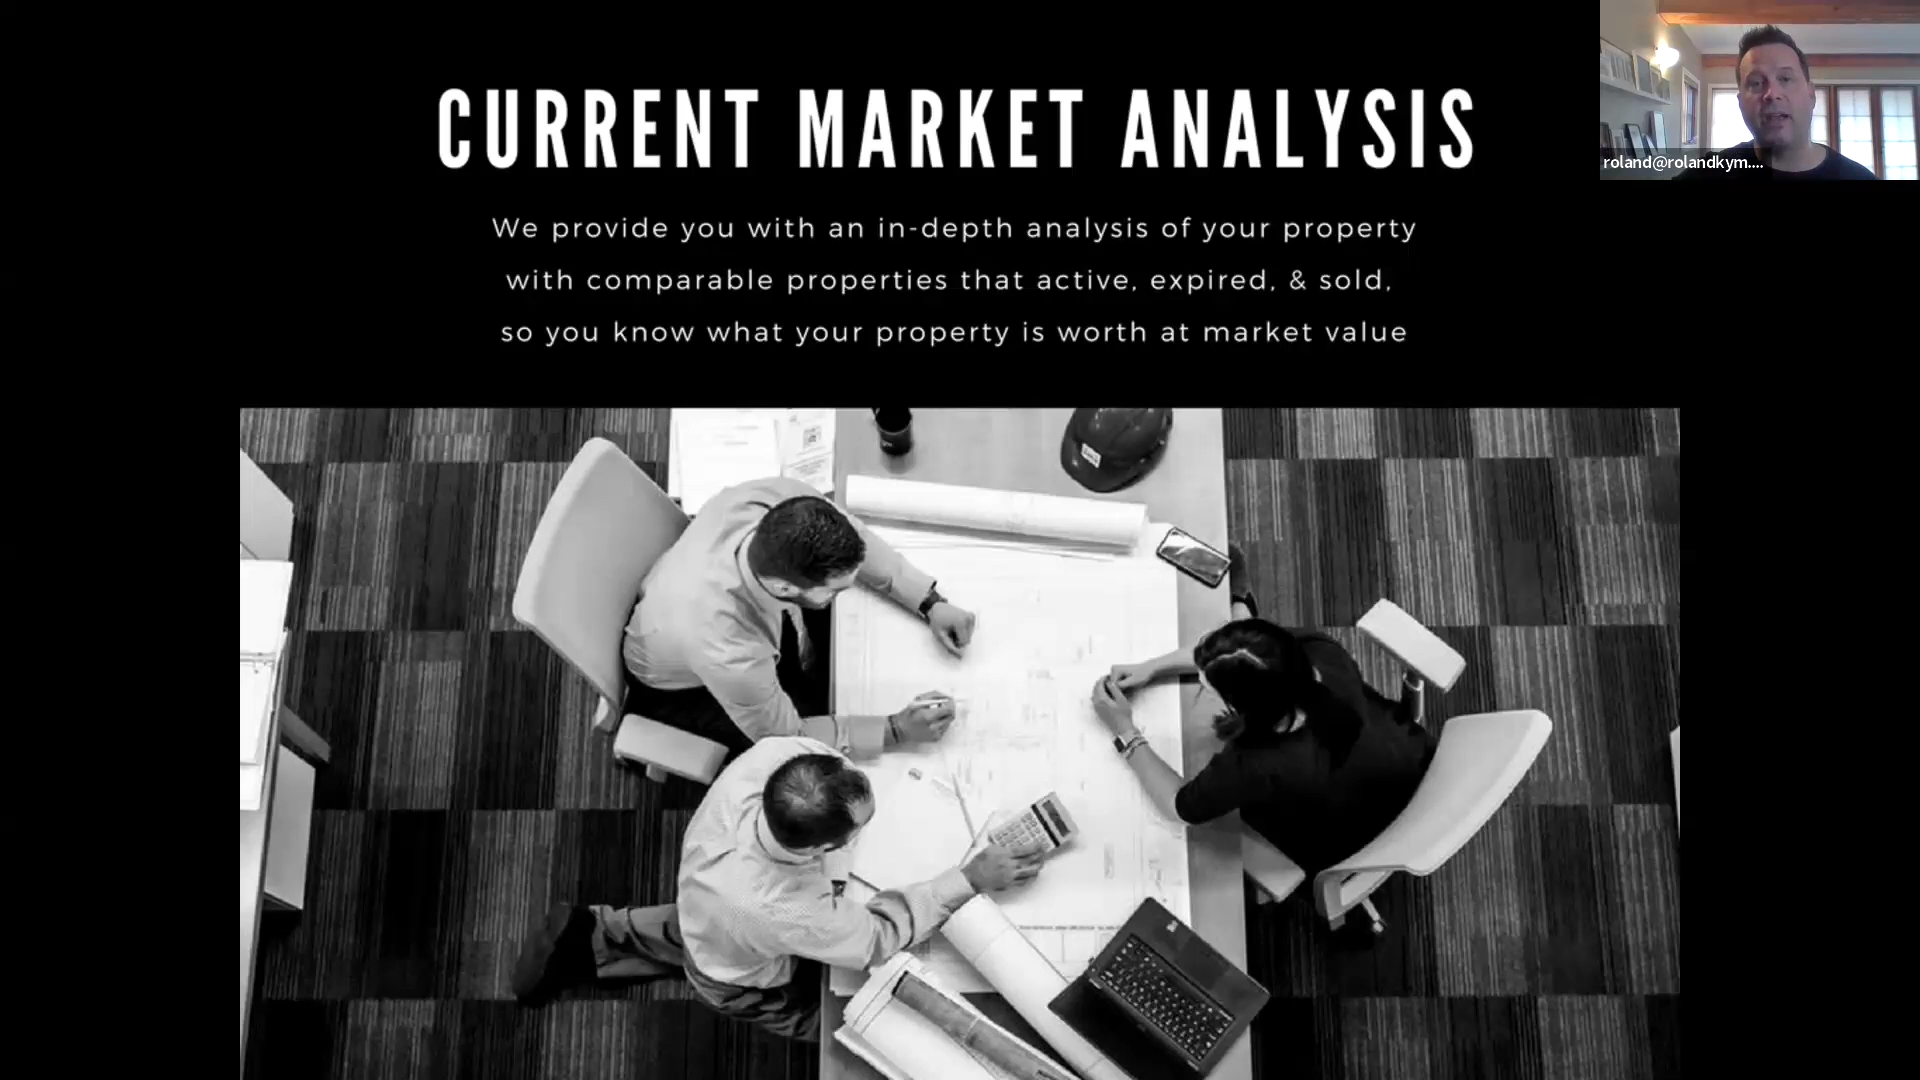 CURRENT MARKET ANALYSIS
We provide you with an in-depth analysis of your property
with comparable properties that active, expired, & sold,
so you know what your property is worth at market value
roland@rolandkym....